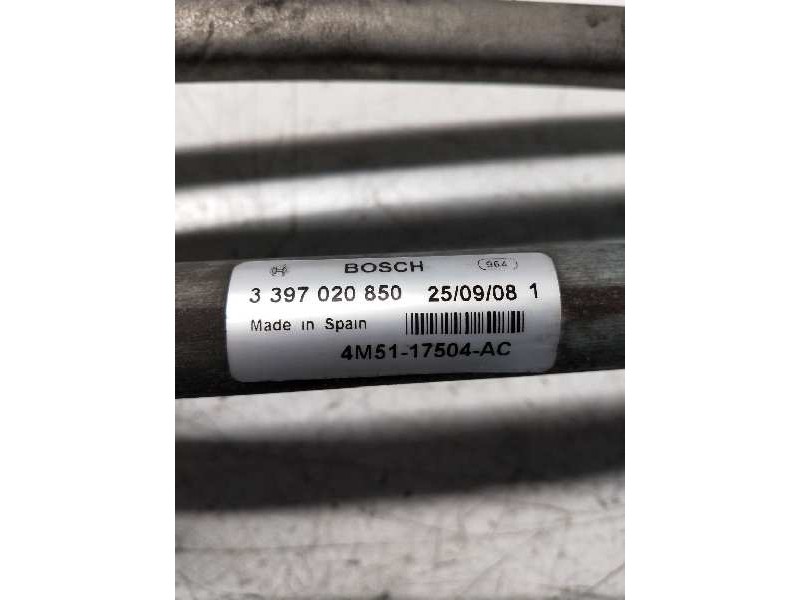 BOSCH 964
3 397 020 850 25/09/08 1
Made in Spain
4M51-17504-AC